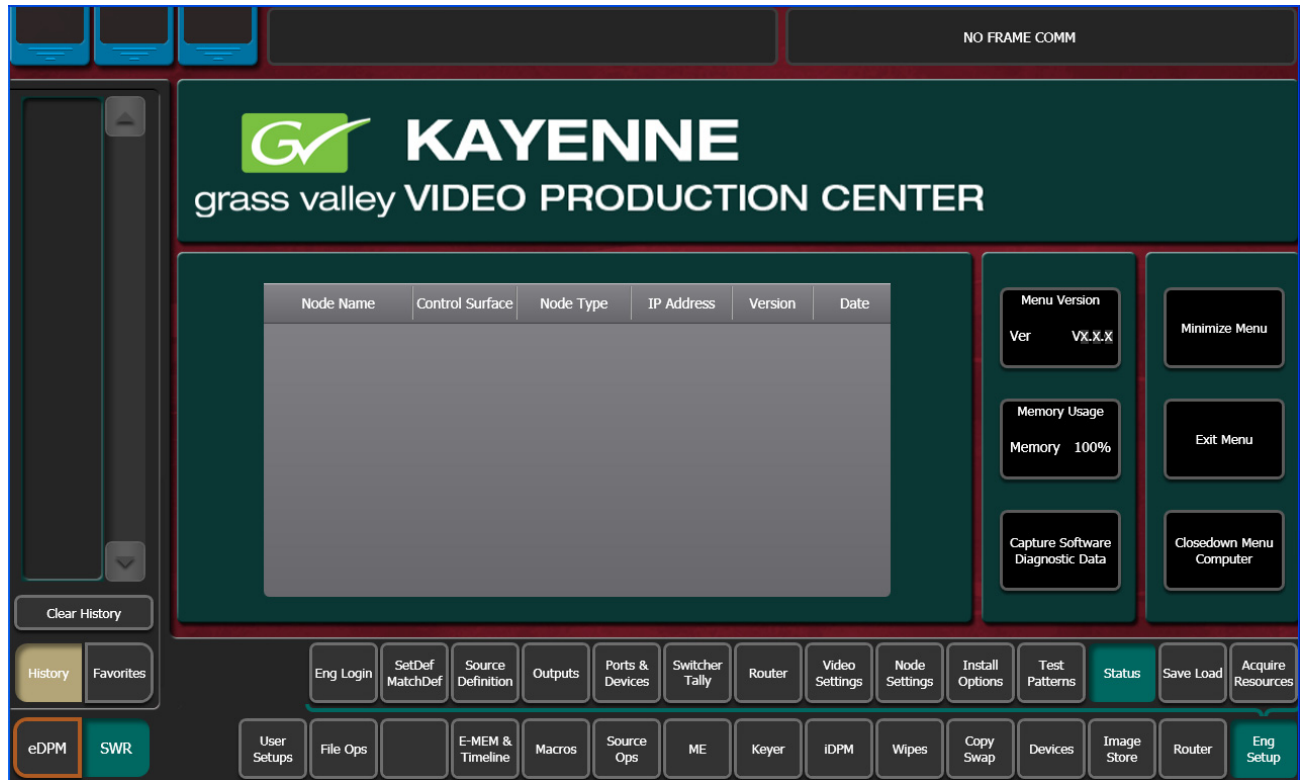 NO FRAME COMM
GV KAYENNE
grass valley VIDEO PRODUCTION CENTER
Node Name Control Surface Node Type IP Address Version Date
Menu Version
Ver VX.X.X
Minimize Menu
Memory Usage
Memory 100%
Exit Menu
Capture Software
Diagnostic Data
Closedown Menu
Computer
Clear History
History
Favorites
Eng Login
SetDef
MatchDef
Source
Definition
Outputs
Ports &
Devices
Switcher
Tally
Router
Video
Settings
Node
Settings
Install
Options
Test
Patterns
Status
Save Load
Acquire
Resources
eDPM
SWR
User
Setups
File Ops
E-MEM &
Timeline
Macros
Source
Ops
ME
Keyer
iDPM
Wipes
Copy
Swap
Devices
Image
Store
Router
Eng
Setup